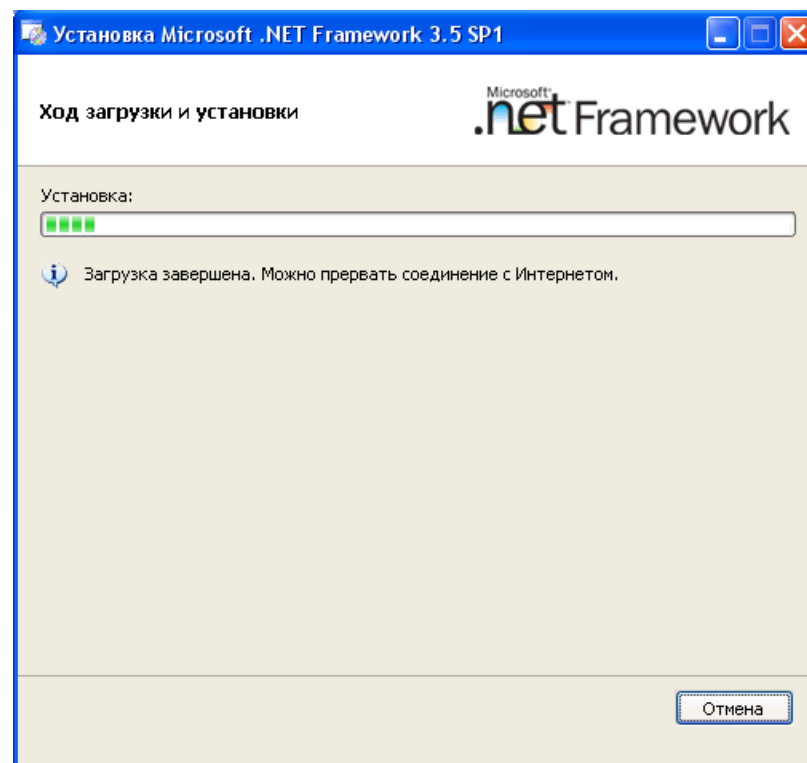 Установка Microsoft .NET Framework 3.5 SP1
Ход загрузки и установки
Microsoft
.net Framework
Установка:
Загрузка завершена. Можно прервать соединение с Интернетом.
Отмена